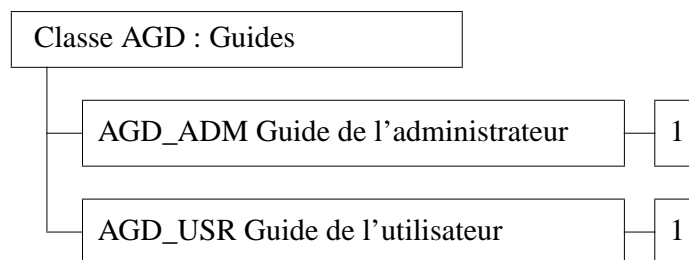 Classe AGD : Guides
AGD_ADM Guide de l’administrateur 1
AGD_USR Guide de l’utilisateur 1